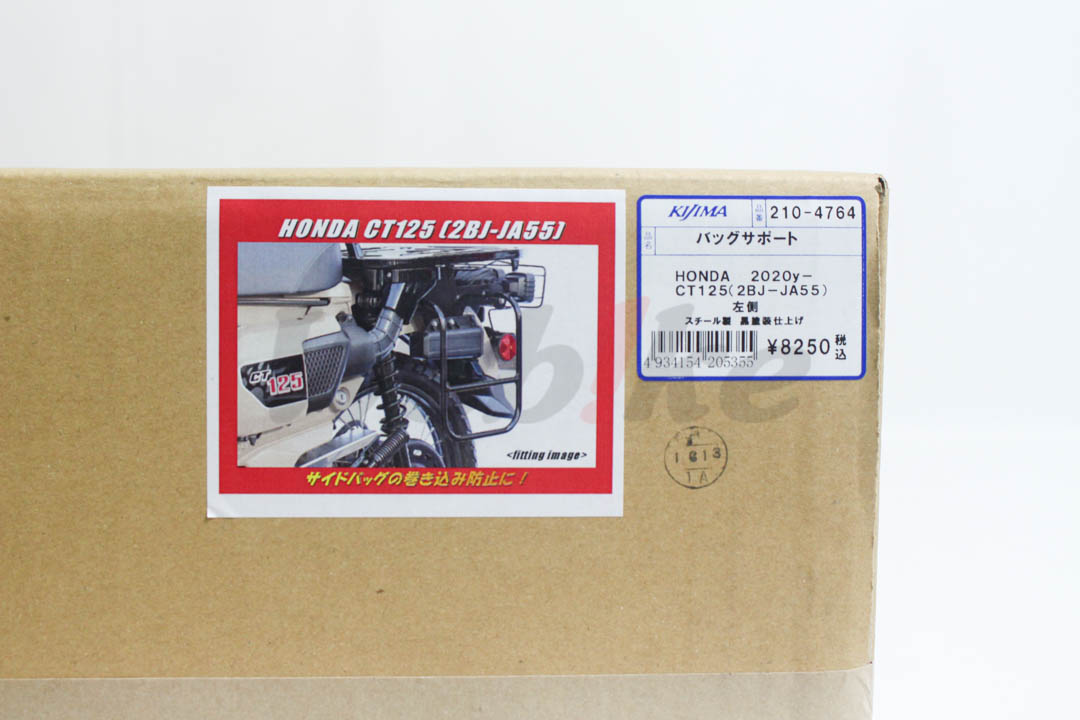 HONDA CT125 (2BJ-JA55)
CT
125
<fitting image>
サイドバッグの巻き込み防止に！
KIJIMA 品番 210-4764
品名 バッグサポート
HONDA 2020y-
CT125(2BJ-JA55)
左側
スチール製 黒塗装仕上げ
4 934154 205355
¥8250 税込
1A